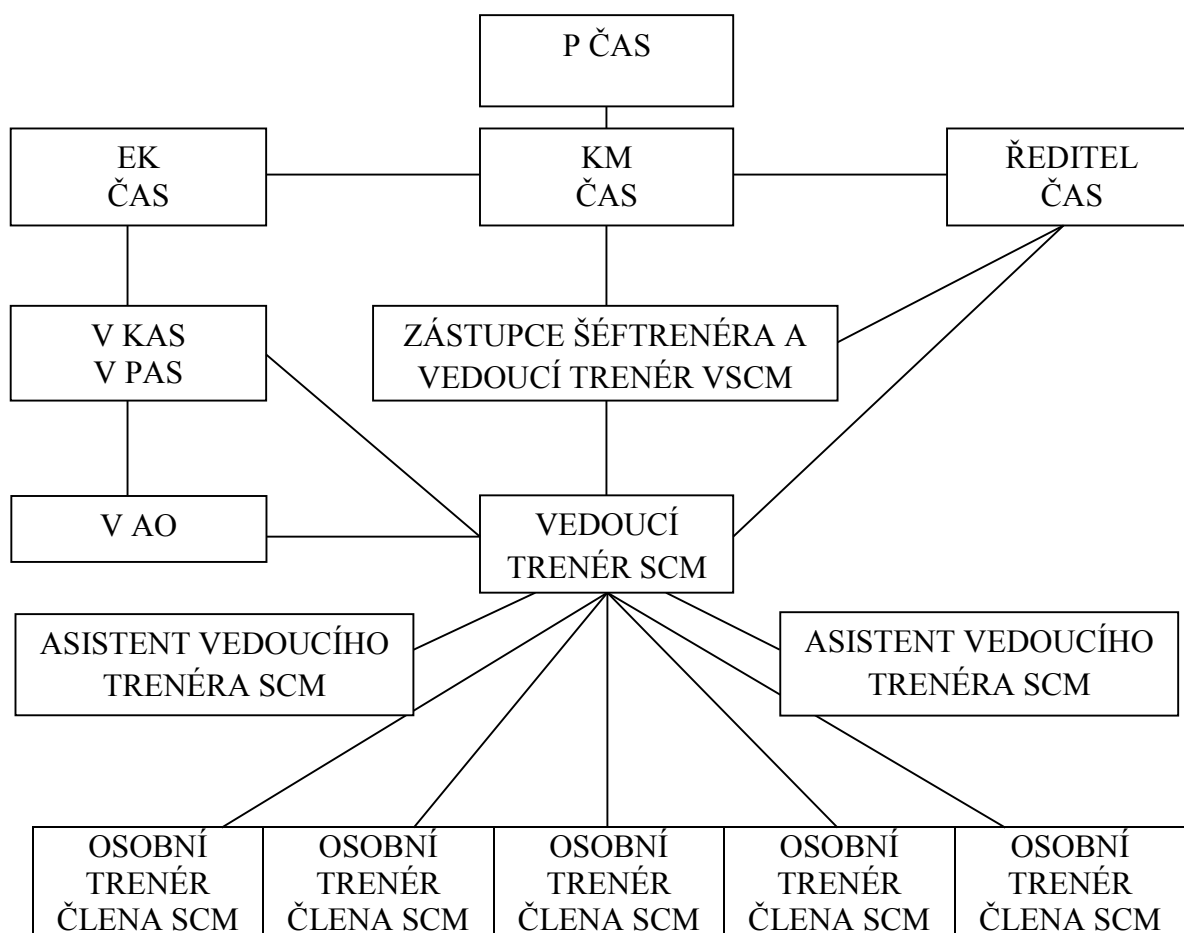 P ČAS
EK
ČAS
KM
ČAS
ŘEDITEL
ČAS
V KAS
V PAS
ZÁSTUPCE ŠÉFTRENÉRA A
VEDOUCÍ TRENÉR VSCM
V AO
VEDOUCÍ
TRENÉR SCM
ASISTENT VEDOUCÍHO
TRENÉRA SCM
ASISTENT VEDOUCÍHO
TRENÉRA SCM
OSOBNÍ
TRENÉR
ČLENA SCM
OSOBNÍ
TRENÉR
ČLENA SCM
OSOBNÍ
TRENÉR
ČLENA SCM
OSOBNÍ
TRENÉR
ČLENA SCM
OSOBNÍ
TRENÉR
ČLENA SCM